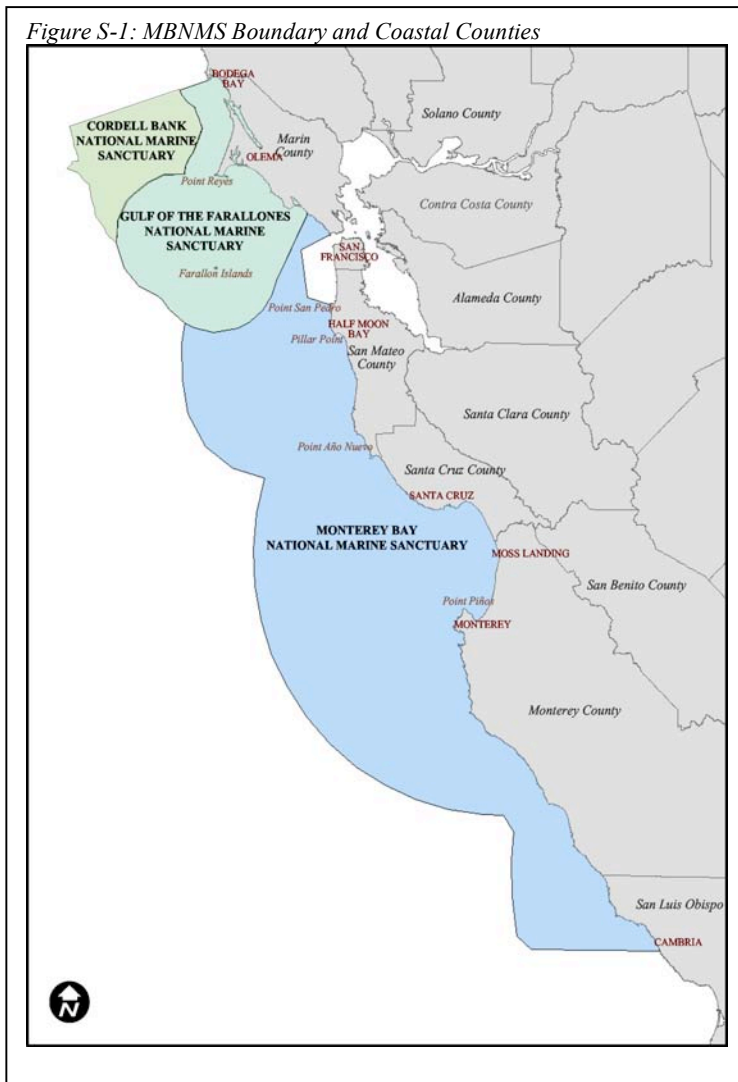 Figure S-1: MBNMS Boundary and Coastal Counties
BODEGA
BAY
Solano County
CORDELL BANK
NATIONAL MARINE
SANCTUARY
Marin
County
OLEMA
Point Reyes
Contra Costa County
GULF OF THE FARALLONES
NATIONAL MARINE
SANCTUARY
SAN
FRANCISCO
Farallon Islands
Alameda County
Point San Pedro
HALF MOON
BAY
Pillar Point
San Mateo
County
Santa Clara County
Point Año Nuevo
Santa Cruz County
SANTA CRUZ
MONTEREY BAY
NATIONAL MARINE SANCTUARY
MOSS LANDING
San Benito County
Point Piños
MONTEREY
Monterey County
San Luis Obispo
CAMBRIA
N